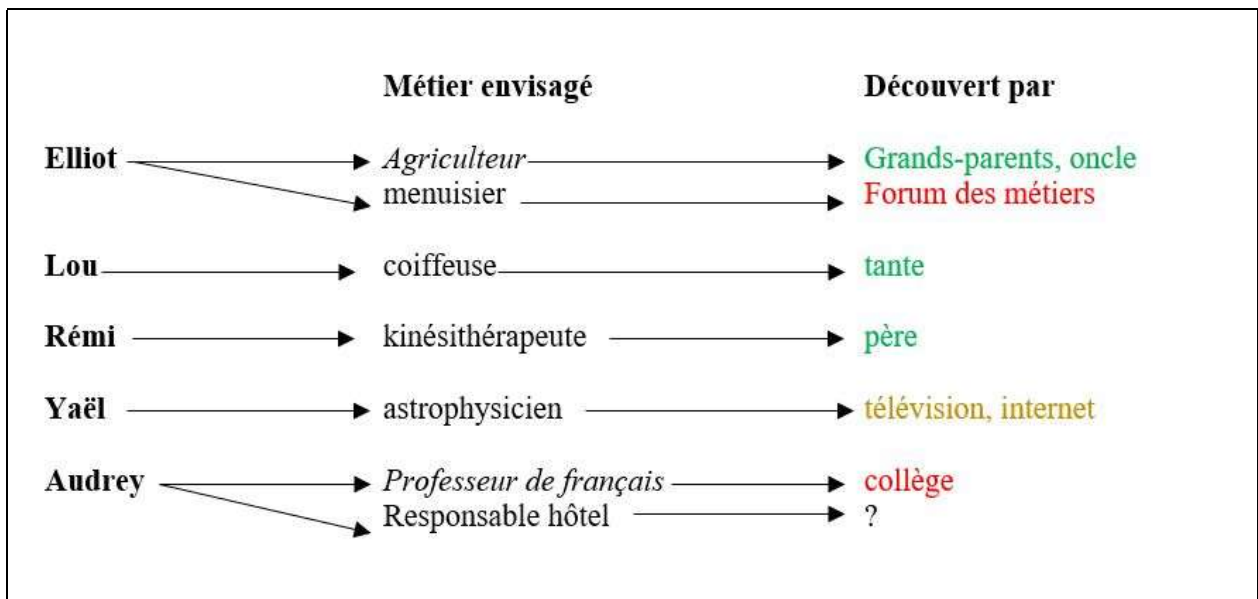 Métier envisagé Découvert par
Elliot Agriculteur Grands-parents, oncle
menuisier Forum des métiers
Lou coiffeuse tante
Rémi kinésithérapeute père
Yaël astrophysicien télévision, internet
Audrey Professeur de français collège
Responsable hôtel ?